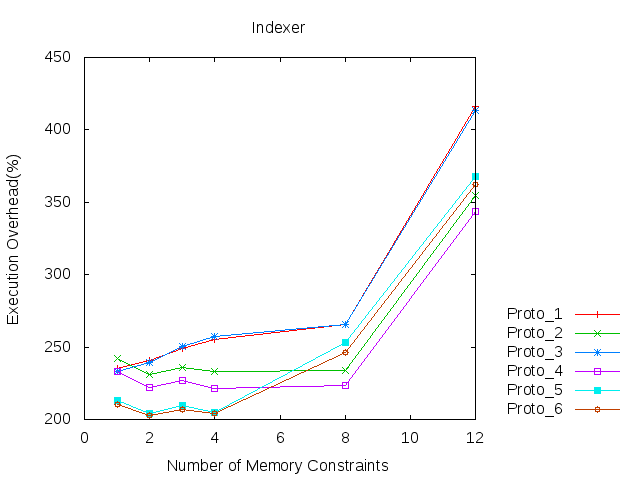 Indexer
Execution Overhead(%)
450
400
350
300
250
200
0
2
4
6
8
10
12
Number of Memory Constraints
Proto_1
Proto_2
Proto_3
Proto_4
Proto_5
Proto_6